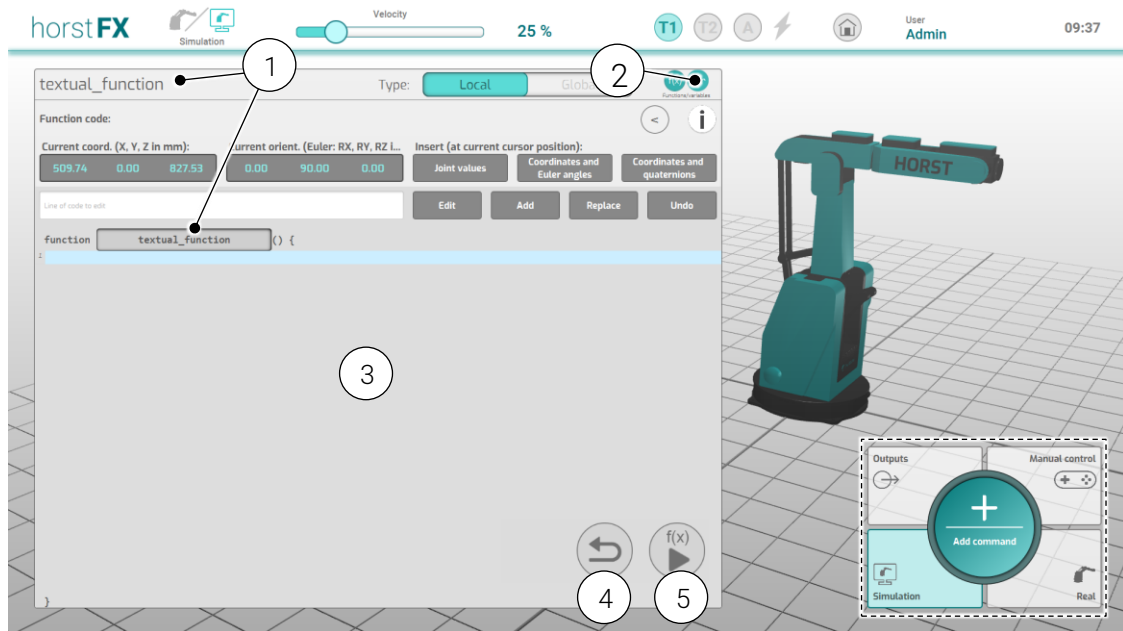 horstFX
Simulation
Velocity
25 %
T1
T2
A
User
Admin
09:37
1
2
textual_function
Type:
Local
Functions/variables
Function code:
<
i
Current coord. (X, Y, Z in mm):
urrent orient. (Euler: RX, RY, RZ i...
Insert (at current cursor position):
509.74 0.00 827.53
0.00 90.00 0.00
Joint values
Coordinates and
Euler angles
Coordinates and
quaternions
Line of code to edit
Edit
Add
Replace
Undo
function textual_function () {
HORST
3
Outputs
Manual control
Add command
Simulation
Real
f(x)
4
5
}